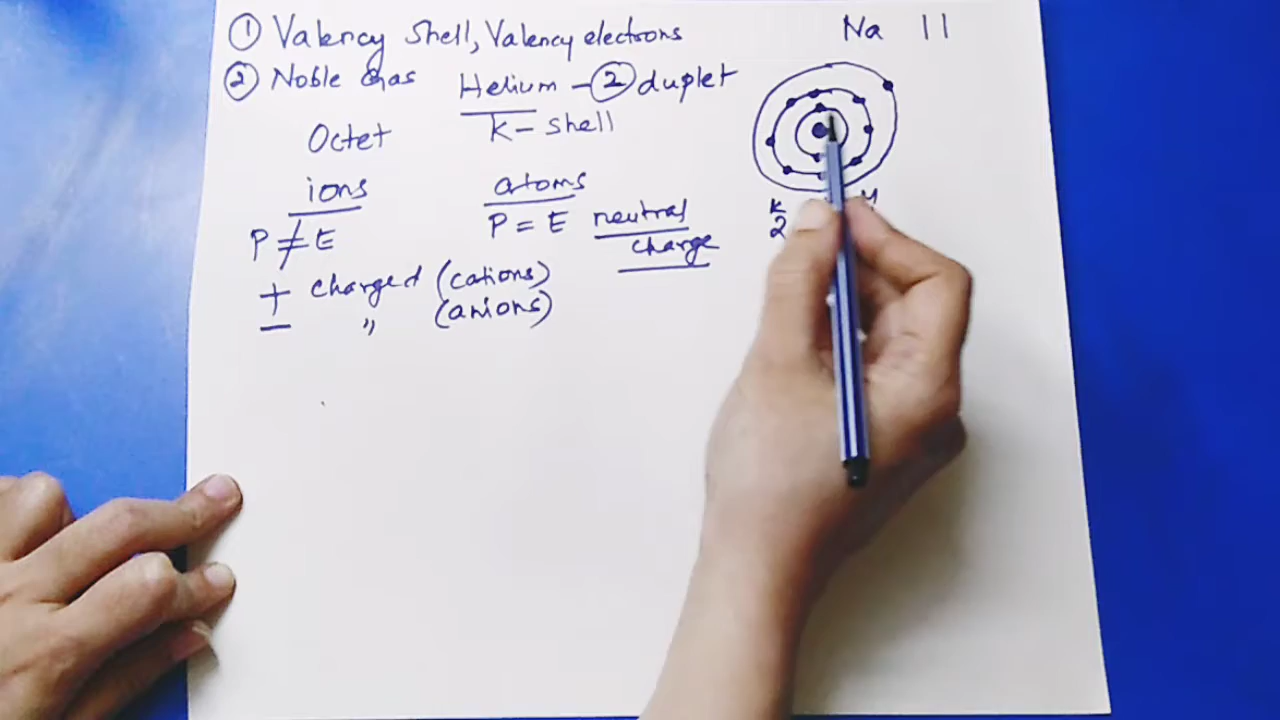 ① Valency Shell, Valency electrons
② Noble Gas Helium - ② duplet
K - shell
Octet
ions atoms
P ≠ E P = E neutral
charge
+ charged (cations)
- " (anions)
Na 11
K M
2